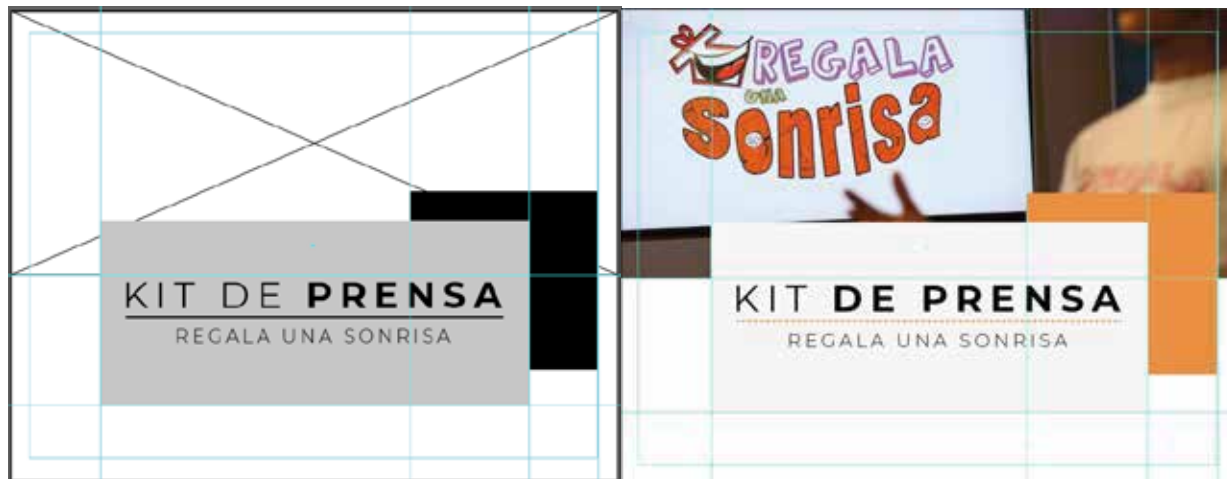 KIT DE PRENSA
REGALA UNA SONRISA
REGALA
UNA
Sonrisa
KIT DE PRENSA
REGALA UNA SONRISA